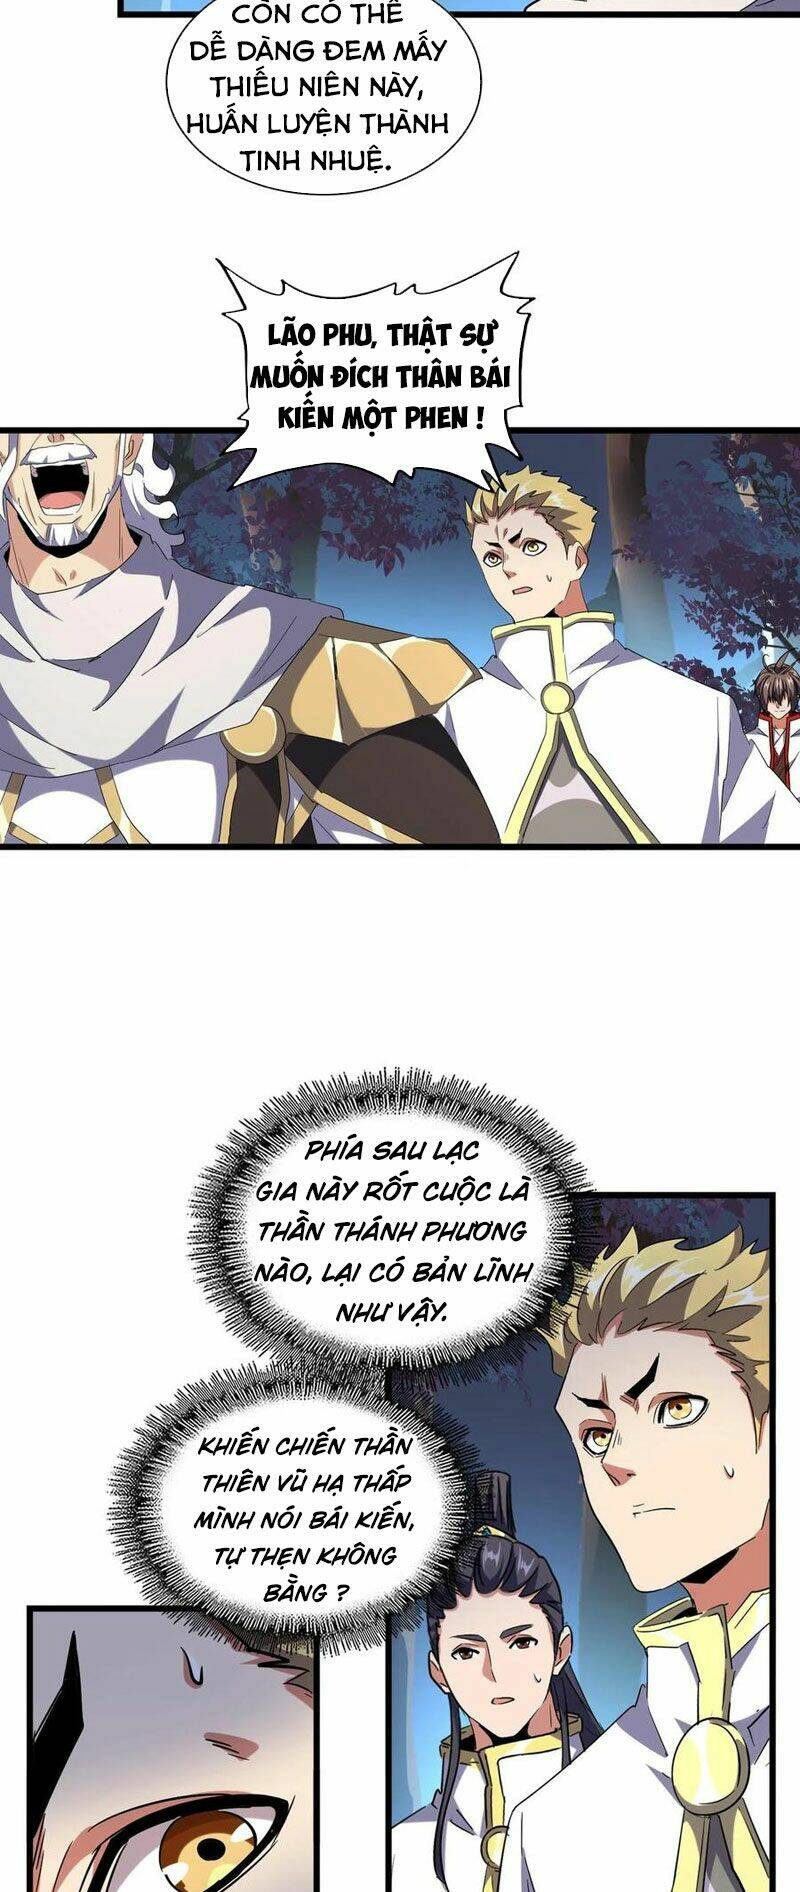 CÒN CÓ THỂ
DỄ DÀNG ĐEM MẤY
THIẾU NIÊN NÀY,
HUẤN LUYỆN THÀNH
TINH NHUỆ.
LÃO PHU, THẬT SỰ
MUỐN ĐÍCH THÂN BÁI
KIẾN MỘT PHEN !
PHÍA SAU LẠC
GIA NÀY RỐT CUỘC LÀ
THẦN THÁNH PHƯƠNG
NÀO, LẠI CÓ BẢN LĨNH
NHƯ VẬY.
KHIẾN CHIẾN THẦN
THIÊN VŨ HẠ THẤP
MÌNH NÓI BÁI KIẾN,
TỰ THẸN KHÔNG
BẰNG ?